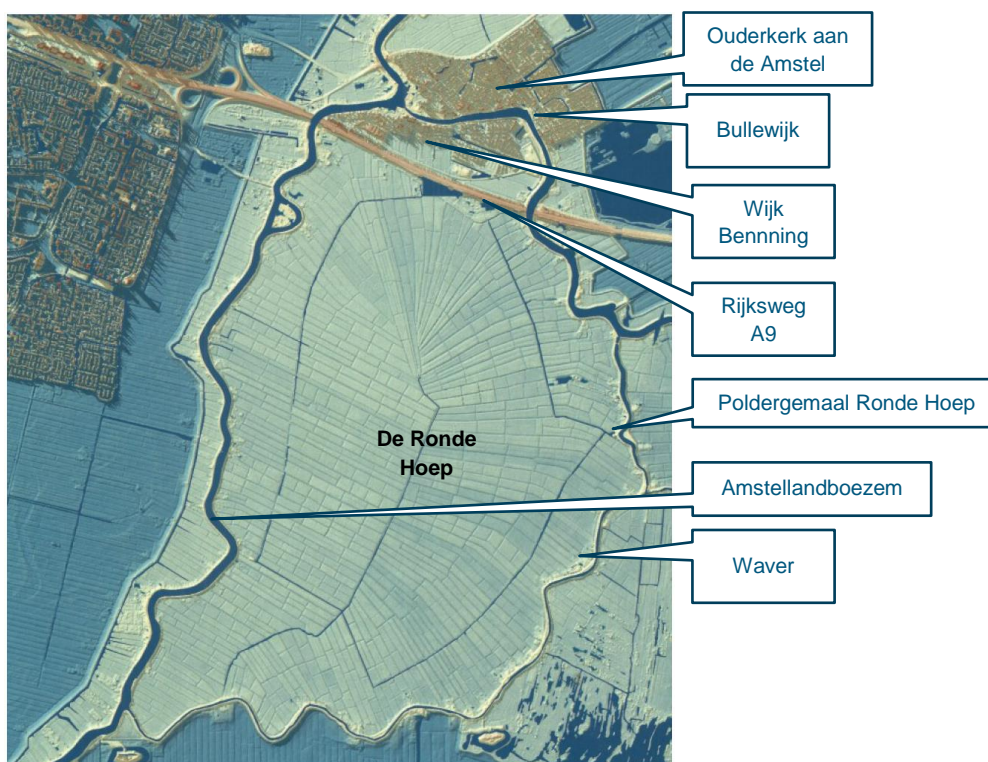 Ouderkerk aan
de Amstel
Bullewijk
Wijk
Bennning
Rijksweg
A9
Poldergemaal Ronde Hoep
De Ronde
Hoep
Amstellandboezem
Waver